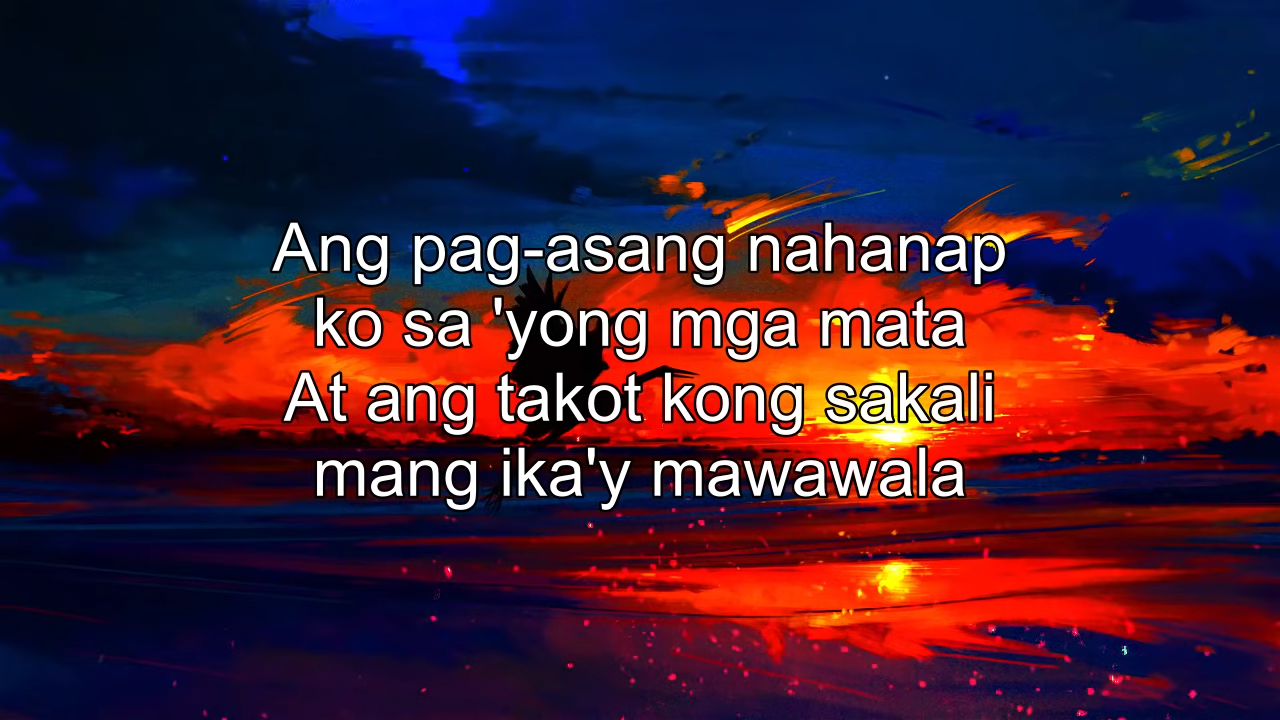 Ang pag-asang nahanap
ko sa 'yong mga mata
At ang takot kong sakali
mang ika'y mawawala